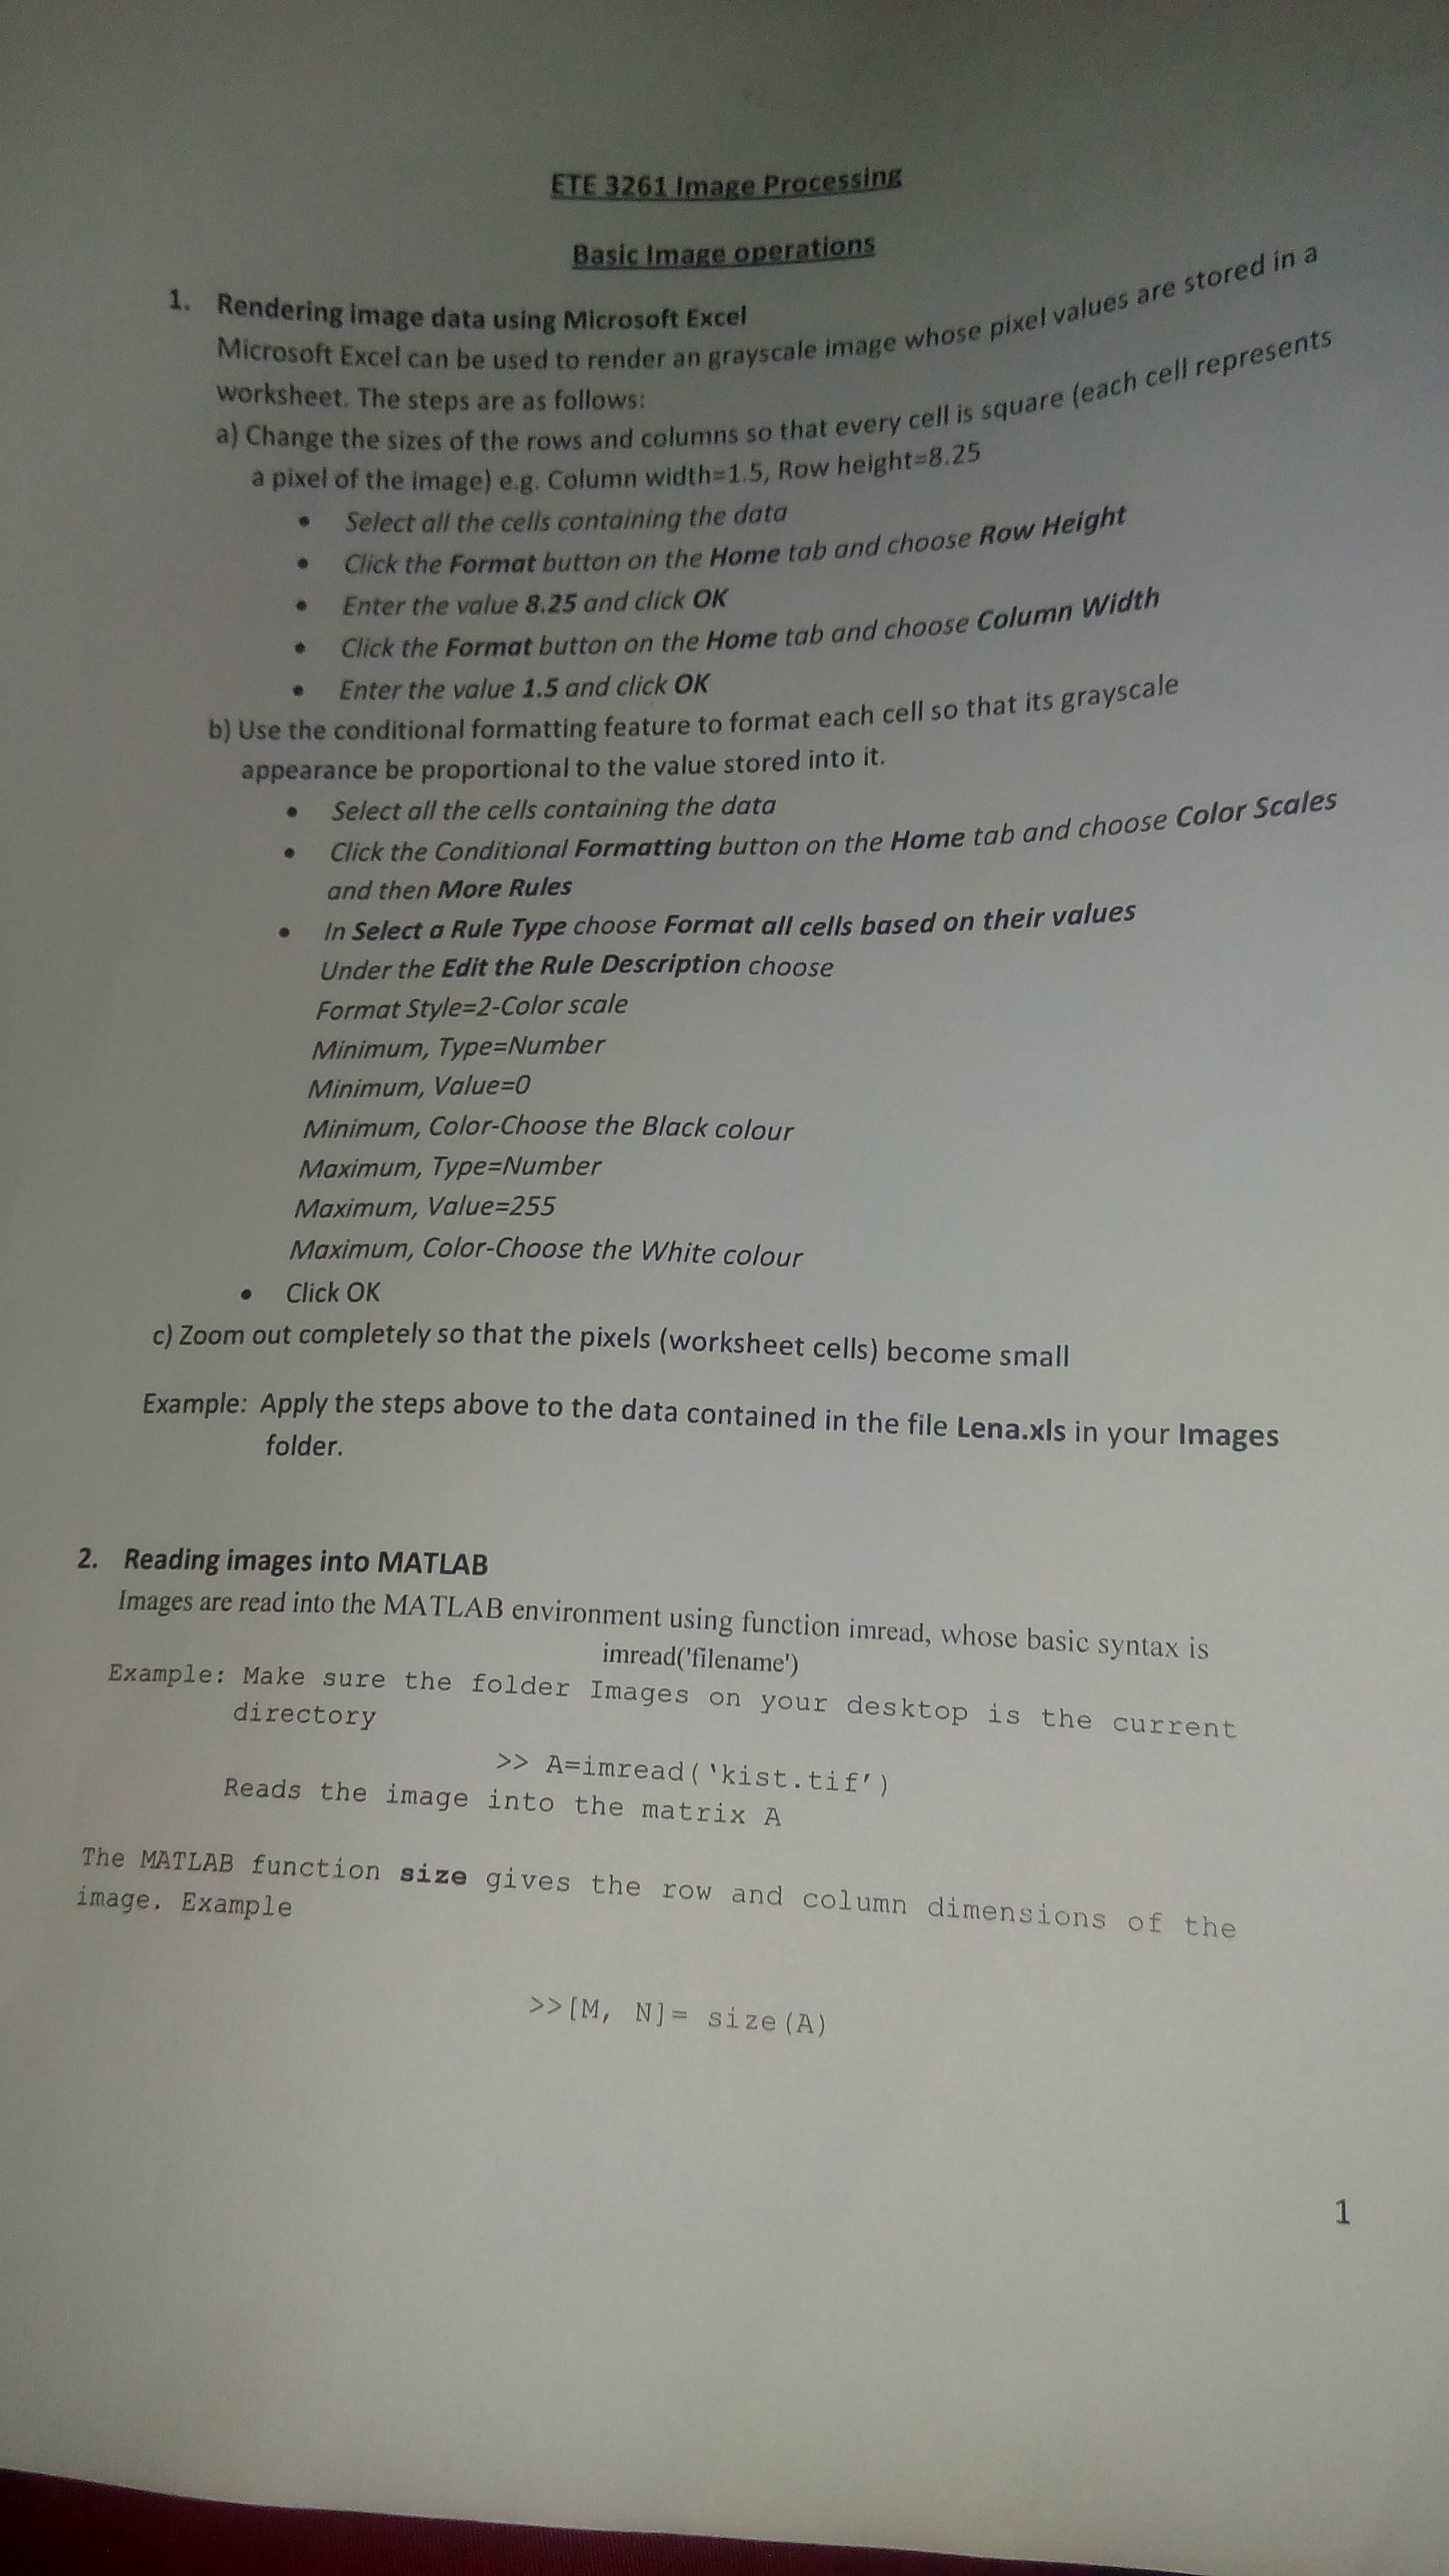 ETE 3261 Image Processing
Basic Image operations
1. Rendering image data using Microsoft Excel
Microsoft Excel can be used to render an grayscale image whose pixel values are stored in a
worksheet. The steps are as follows:
a) Change the sizes of the rows and columns so that every cell is square (each cell represents
a pixel of the image) e.g. Column width=1.5, Row height=8.25
• Select all the cells containing the data
• Click the Format button on the Home tab and choose Row Height
• Enter the value 8.25 and click OK
• Click the Format button on the Home tab and choose Column Width
• Enter the value 1.5 and click OK
b) Use the conditional formatting feature to format each cell so that its grayscale
appearance be proportional to the value stored into it.
• Select all the cells containing the data
• Click the Conditional Formatting button on the Home tab and choose Color Scales
and then More Rules
• In Select a Rule Type choose Format all cells based on their values
Under the Edit the Rule Description choose
Format Style=2-Color scale
Minimum, Type=Number
Minimum, Value=0
Minimum, Color-Choose the Black colour
Maximum, Type=Number
Maximum, Value=255
Maximum, Color-Choose the White colour
• Click OK
c) Zoom out completely so that the pixels (worksheet cells) become small
Example: Apply the steps above to the data contained in the file Lena.xls in your Images
folder.
2. Reading images into MATLAB
Images are read into the MATLAB environment using function imread, whose basic syntax is
imread('filename')
Example: Make sure the folder Images on your desktop is the current
directory
>> A=imread(‘kist.tif’)
Reads the image into the matrix A
The MATLAB function size gives the row and column dimensions of the
image. Example
>>[M, N]= size(A)
1